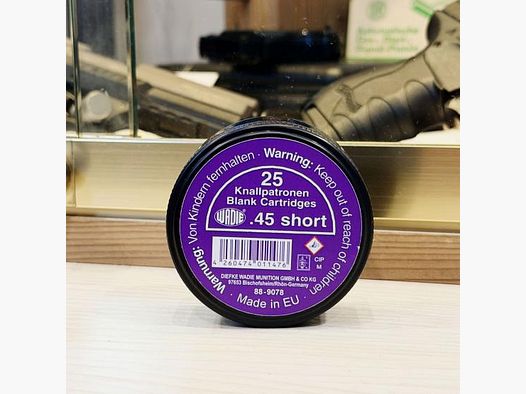 Warnung: Von Kindern fernhalten · Warning: Keep out of reach of children
25
Knallpatronen
Blank Cartridges
WADIE .45 short
4 260474 011476
CIP
M
DIEFKE WADIE MUNITION GMBH & CO KG
97653 Bischofsheim/Rhön-Germany
88-9078
· Made in EU ·